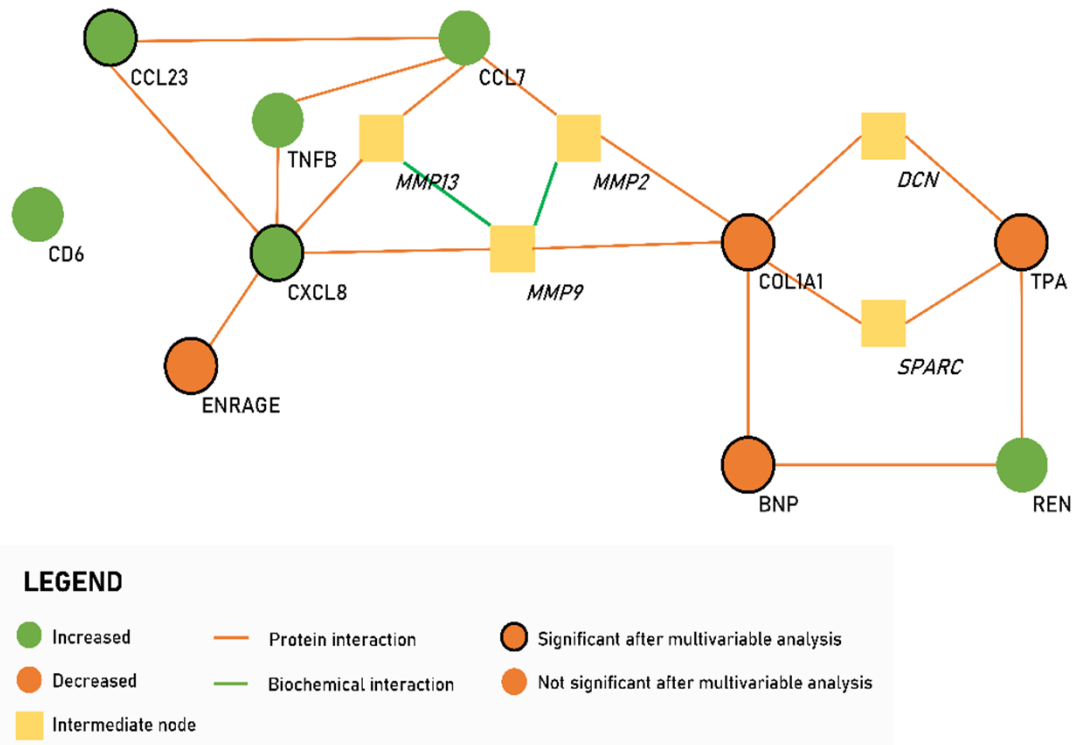 CCL23
CCL7
TNFB
MMP13
MMP2
DCN
CD6
CXCL8
MMP9
COL1A1
TPA
SPARC
ENRAGE
BNP
REN
LEGEND
Increased
Protein interaction
Significant after multivariable analysis
Decreased
Biochemical interaction
Not significant after multivariable analysis
Intermediate node